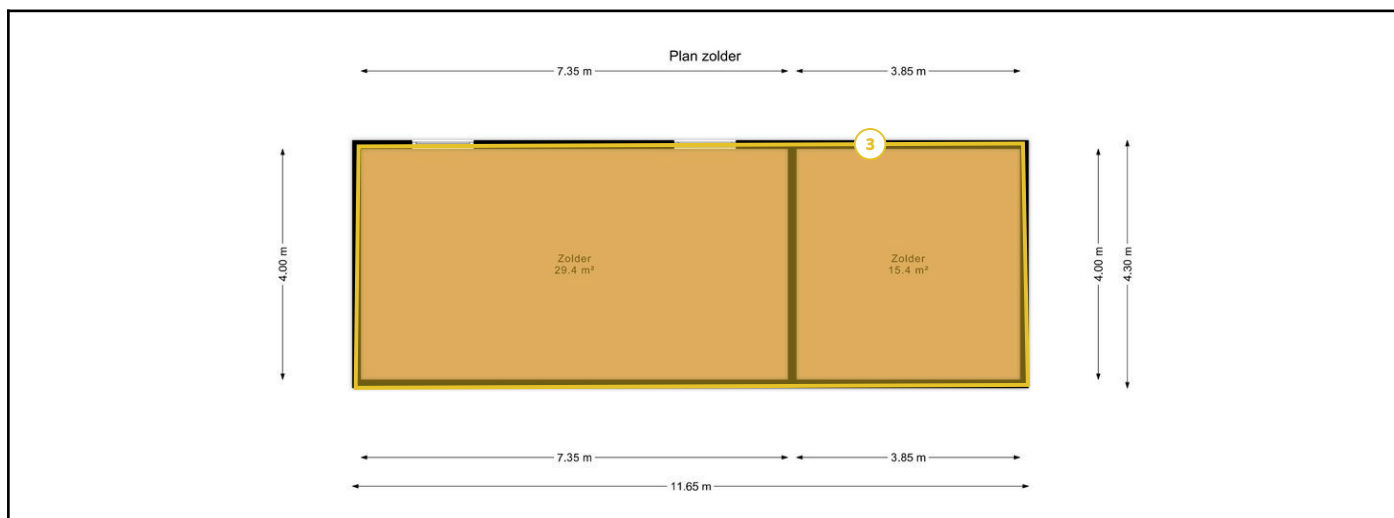 Plan zolder
7.35 m
3.85 m
3
4.00 m
Zolder
29.4 m²
Zolder
15.4 m²
4.00 m
4.30 m
7.35 m
3.85 m
11.65 m